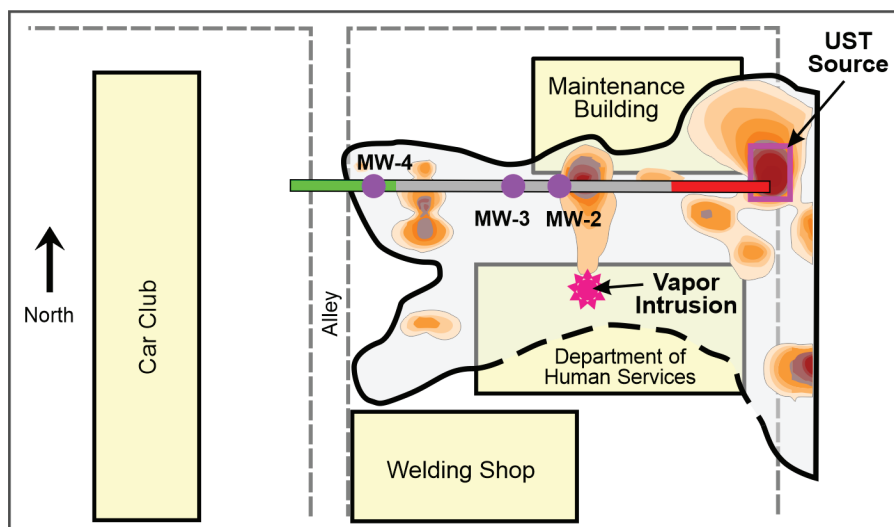 UST
Source
Maintenance
Building
MW-4
MW-3
MW-2
North
Car Club
Alley
Vapor
Intrusion
Department of
Human Services
Welding Shop